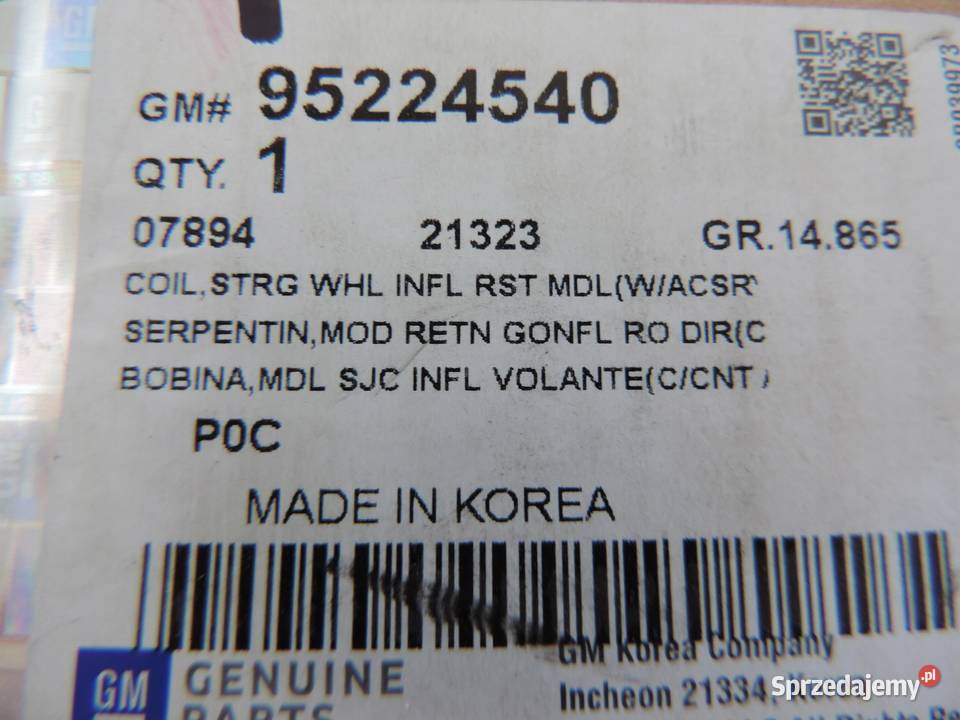 GM# 95224540
QTY. 1
07894 21323 GR.14.865
COIL,STRG WHL INFL RST MDL(W/ACSR
SERPENTIN,MOD RETN GONFL RO DIR(C
BOBINA,MDL SJC INFL VOLANTE(C/CNT
P0C
MADE IN KOREA
GM Korea Company
Incheon 21334,
GM GENUINE
PARTS
Sprzedajemy.pl